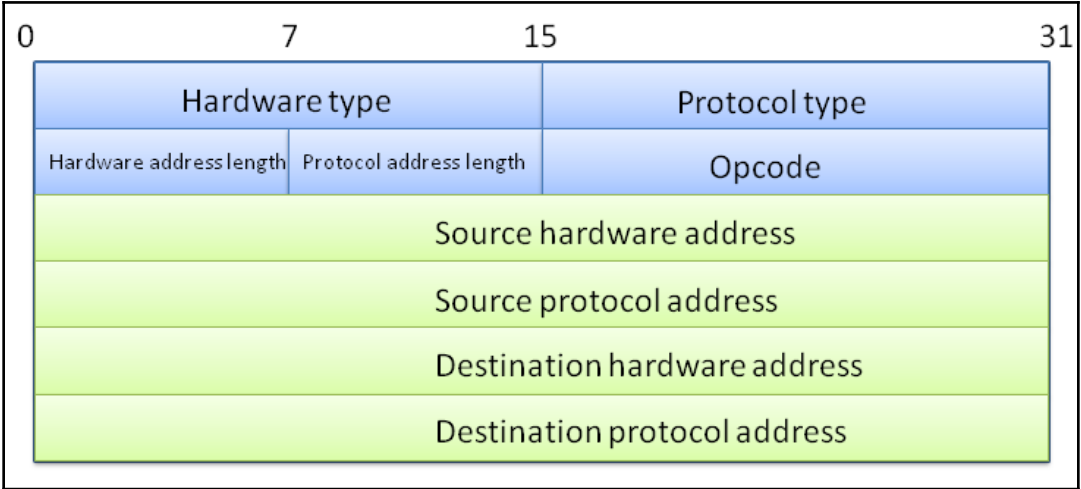 0 7 15 31
Hardware type Protocol type
Hardware address length Protocol address length Opcode
Source hardware address
Source protocol address
Destination hardware address
Destination protocol address